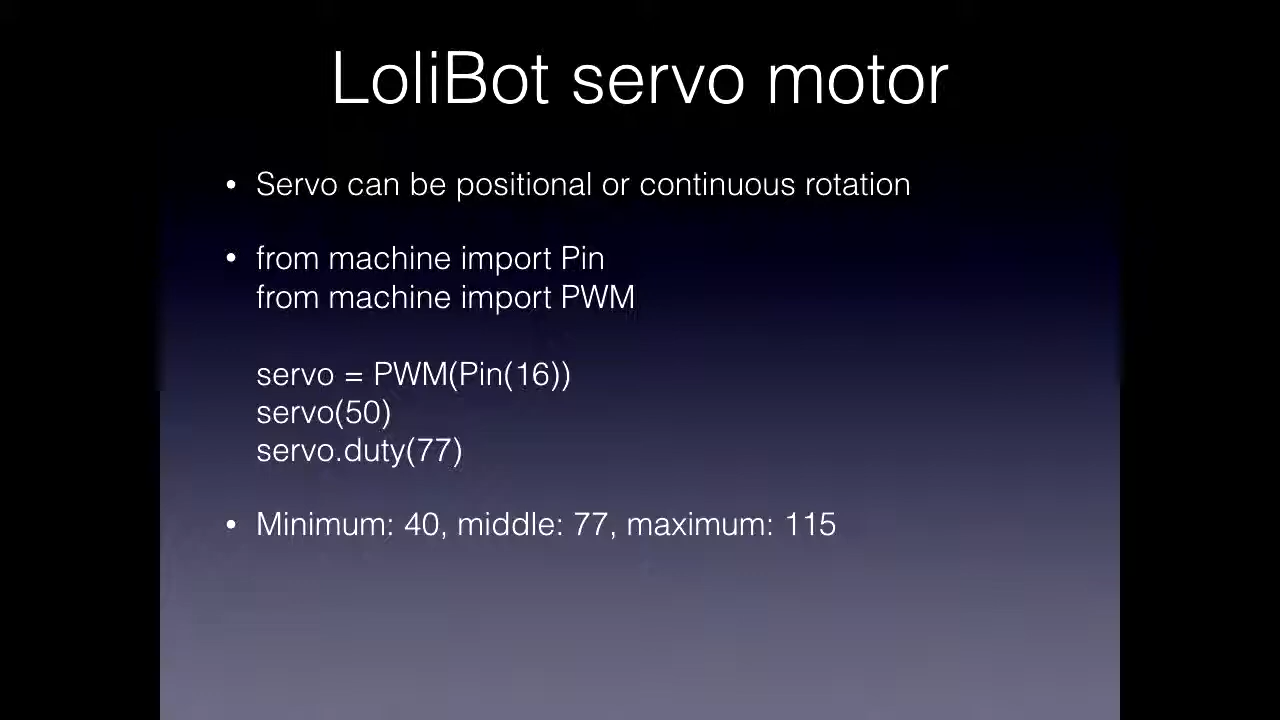 LoliBot servo motor
• Servo can be positional or continuous rotation
• from machine import Pin
from machine import PWM
servo = PWM(Pin(16))
servo(50)
servo.duty(77)
• Minimum: 40, middle: 77, maximum: 115